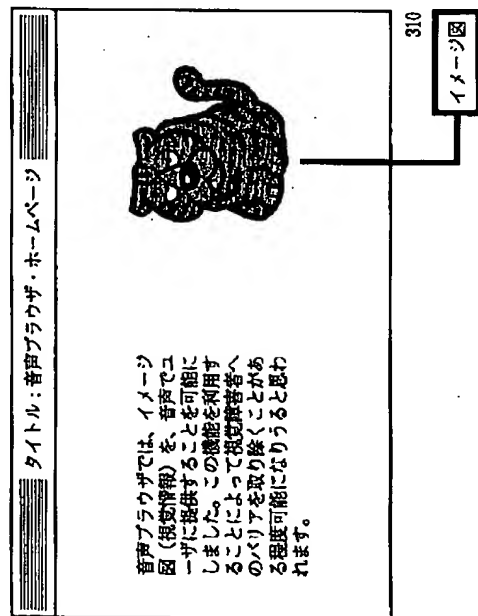 タイトル：音声ブラウザ・ホームページ
音声ブラウザでは、イメージ
図（視覚情報）を、音声でユ
ーザに提供することを可能に
しました。この機能を利用す
ることによって視覚障害者へ
のバリアを取り除くことがあ
る程度可能になりうると思わ
れます。
310
イメージ図